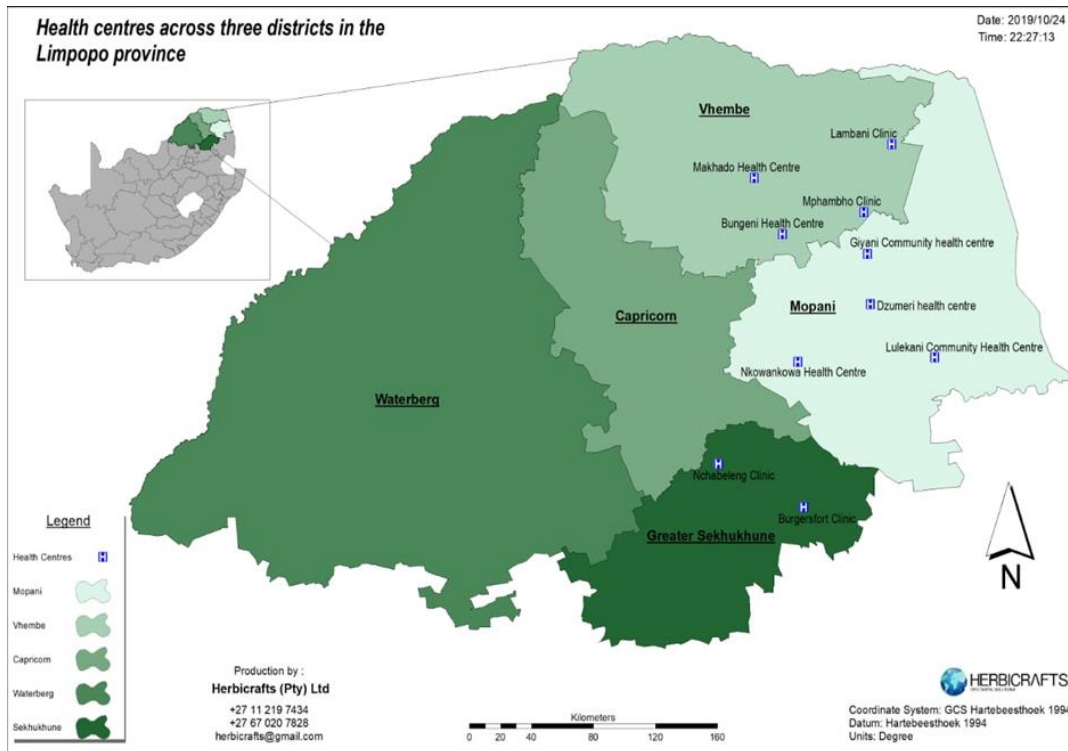 Health centres across three districts in the
Limpopo province
Date: 2019/10/24
Time: 22:27:13
Vhembe
Lambani Clinic
Makhado Health Centre
Mphambho Clinic
Bungeni Health Centre
Giyani Community health centre
Mopani
Dzumeri health centre
Capricorn
Lulekani Community Health Centre
Nkowankowa Health Centre
Waterberg
Nchabeleng Clinic
Burgersfort Clinic
Greater Sekhukhune
N
Legend
Health Centres
Mopani
Vhembe
Capricorn
Waterberg
Sekhukhune
Production by :
Herbicrafts (Pty) Ltd
+27 11 219 7434
+27 67 020 7828
herbicrafts@gmail.com
Kilometers
0 20 40 80 120 160
HERBICRAFTS
Coordinate System: GCS Hartebeesthoek 1994
Datum: Hartebeesthoek 1994
Units: Degree